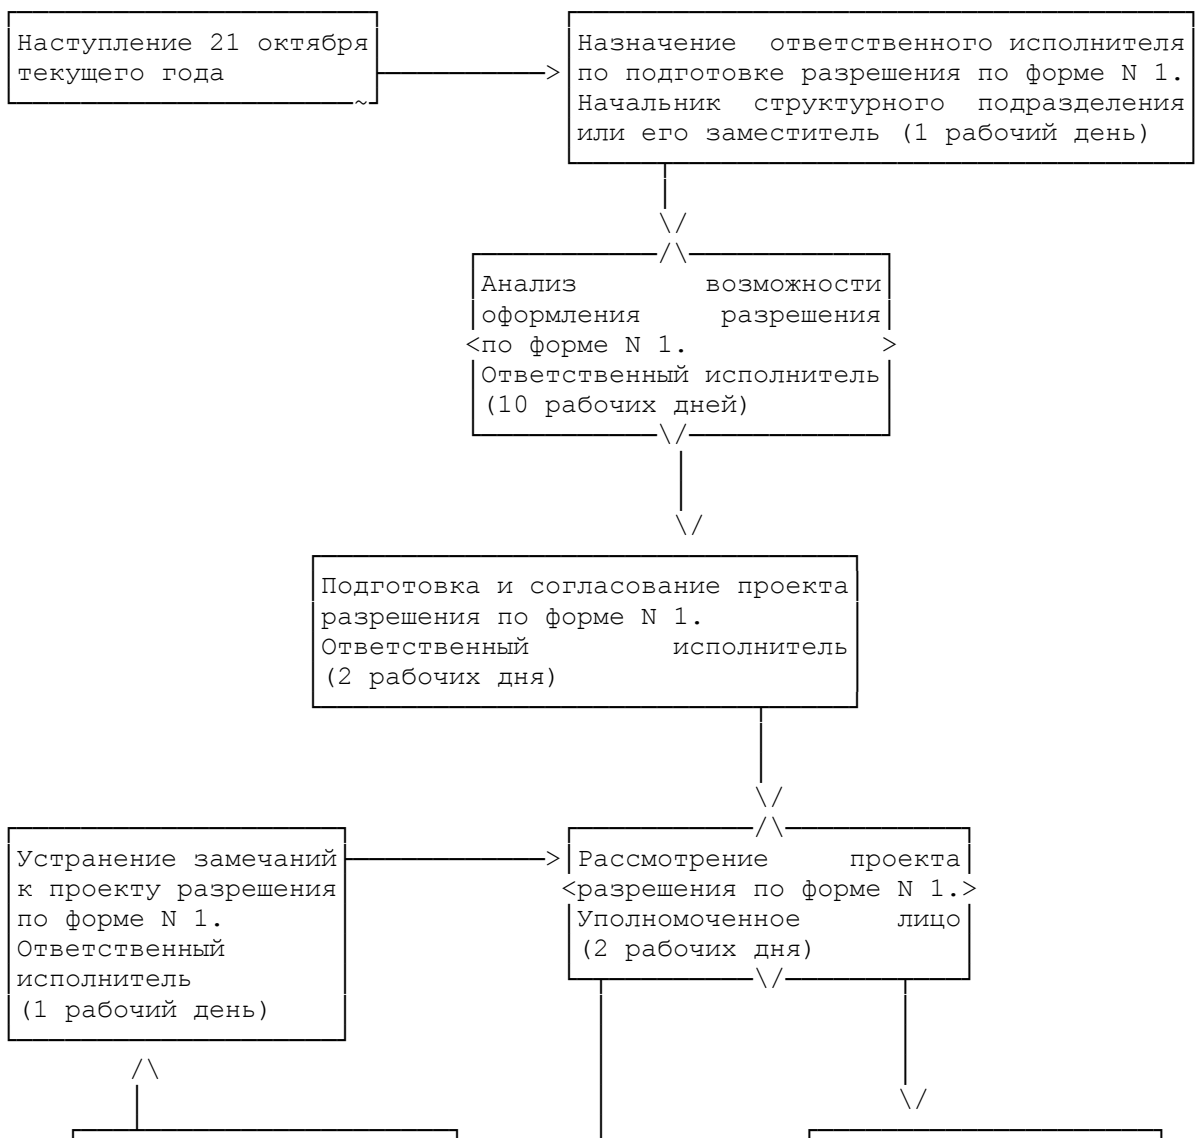 Наступление 21 октября
текущего года
Назначение ответственного исполнителя
по подготовке разрешения по форме N 1.
Начальник структурного подразделения
или его заместитель (1 рабочий день)
Анализ возможности
оформления разрешения
по форме N 1.
Ответственный исполнитель
(10 рабочих дней)
Подготовка и согласование проекта
разрешения по форме N 1.
Ответственный исполнитель
(2 рабочих дня)
Устранение замечаний
к проекту разрешения
по форме N 1.
Ответственный
исполнитель
(1 рабочий день)
Рассмотрение проекта
разрешения по форме N 1.
Уполномоченное лицо
(2 рабочих дня)